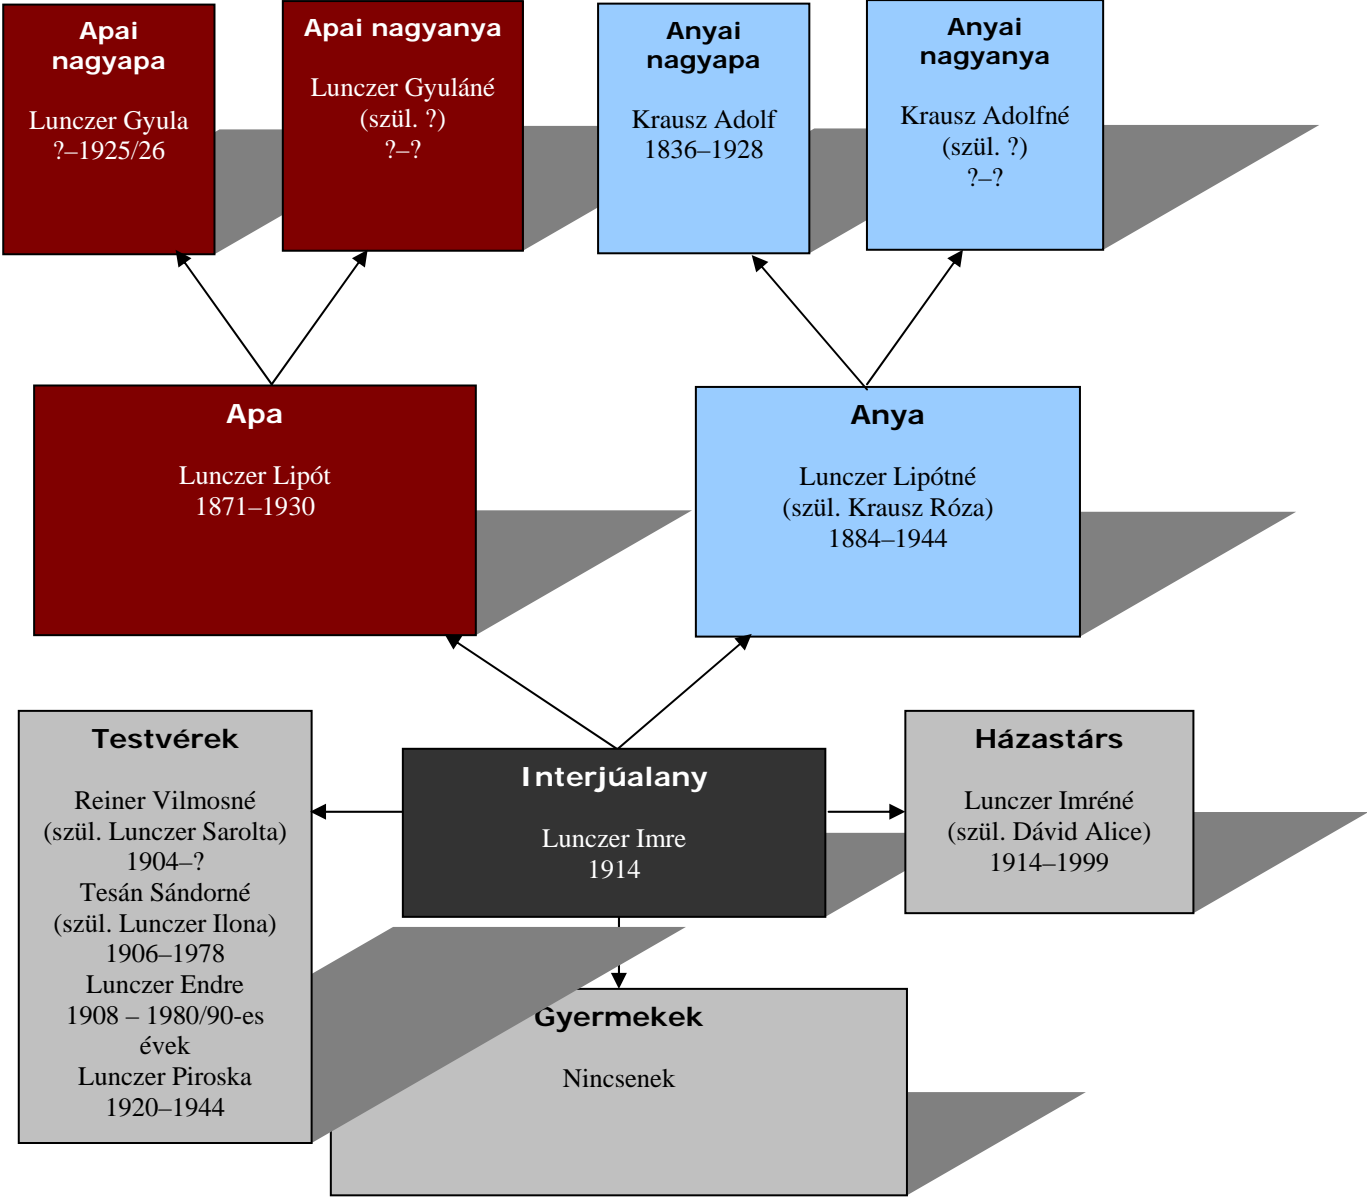 Apai
nagyapa
Lunczer Gyula
?–1925/26
Apai nagyanya
Lunczer Gyuláné
(szül. ?)
?–?
Anyai
nagyapa
Krausz Adolf
1836–1928
Anyai
nagyanya
Krausz Adolfné
(szül. ?)
?–?
Apa
Lunczer Lipót
1871–1930
Anya
Lunczer Lipótné
(szül. Krausz Róza)
1884–1944
Testvérek
Reiner Vilmosné
(szül. Lunczer Sarolta)
1904–?
Tesán Sándorné
(szül. Lunczer Ilona)
1906–1978
Lunczer Endre
1908 – 1980/90-es
évek
Lunczer Piroska
1920–1944
Interjúalany
Lunczer Imre
1914
Házastárs
Lunczer Imréné
(szül. Dávid Alice)
1914–1999
Gyermekek
Nincsenek